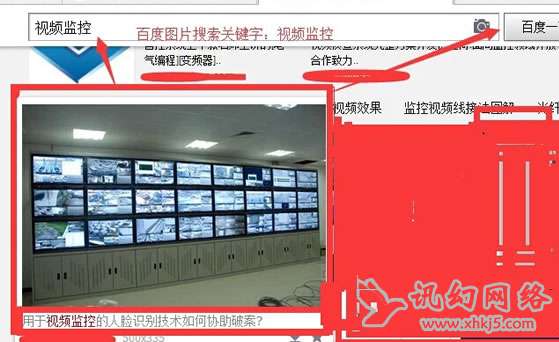 视频监控
百度图片搜索关键字：视频监控
百度一
气编程][变频器]..
合作致力..
视频效果 监控视频线接法图解
用于视频监控的人脸识别技术如何协助破案?
500x335
讯幻网络
www.xhkj5.com